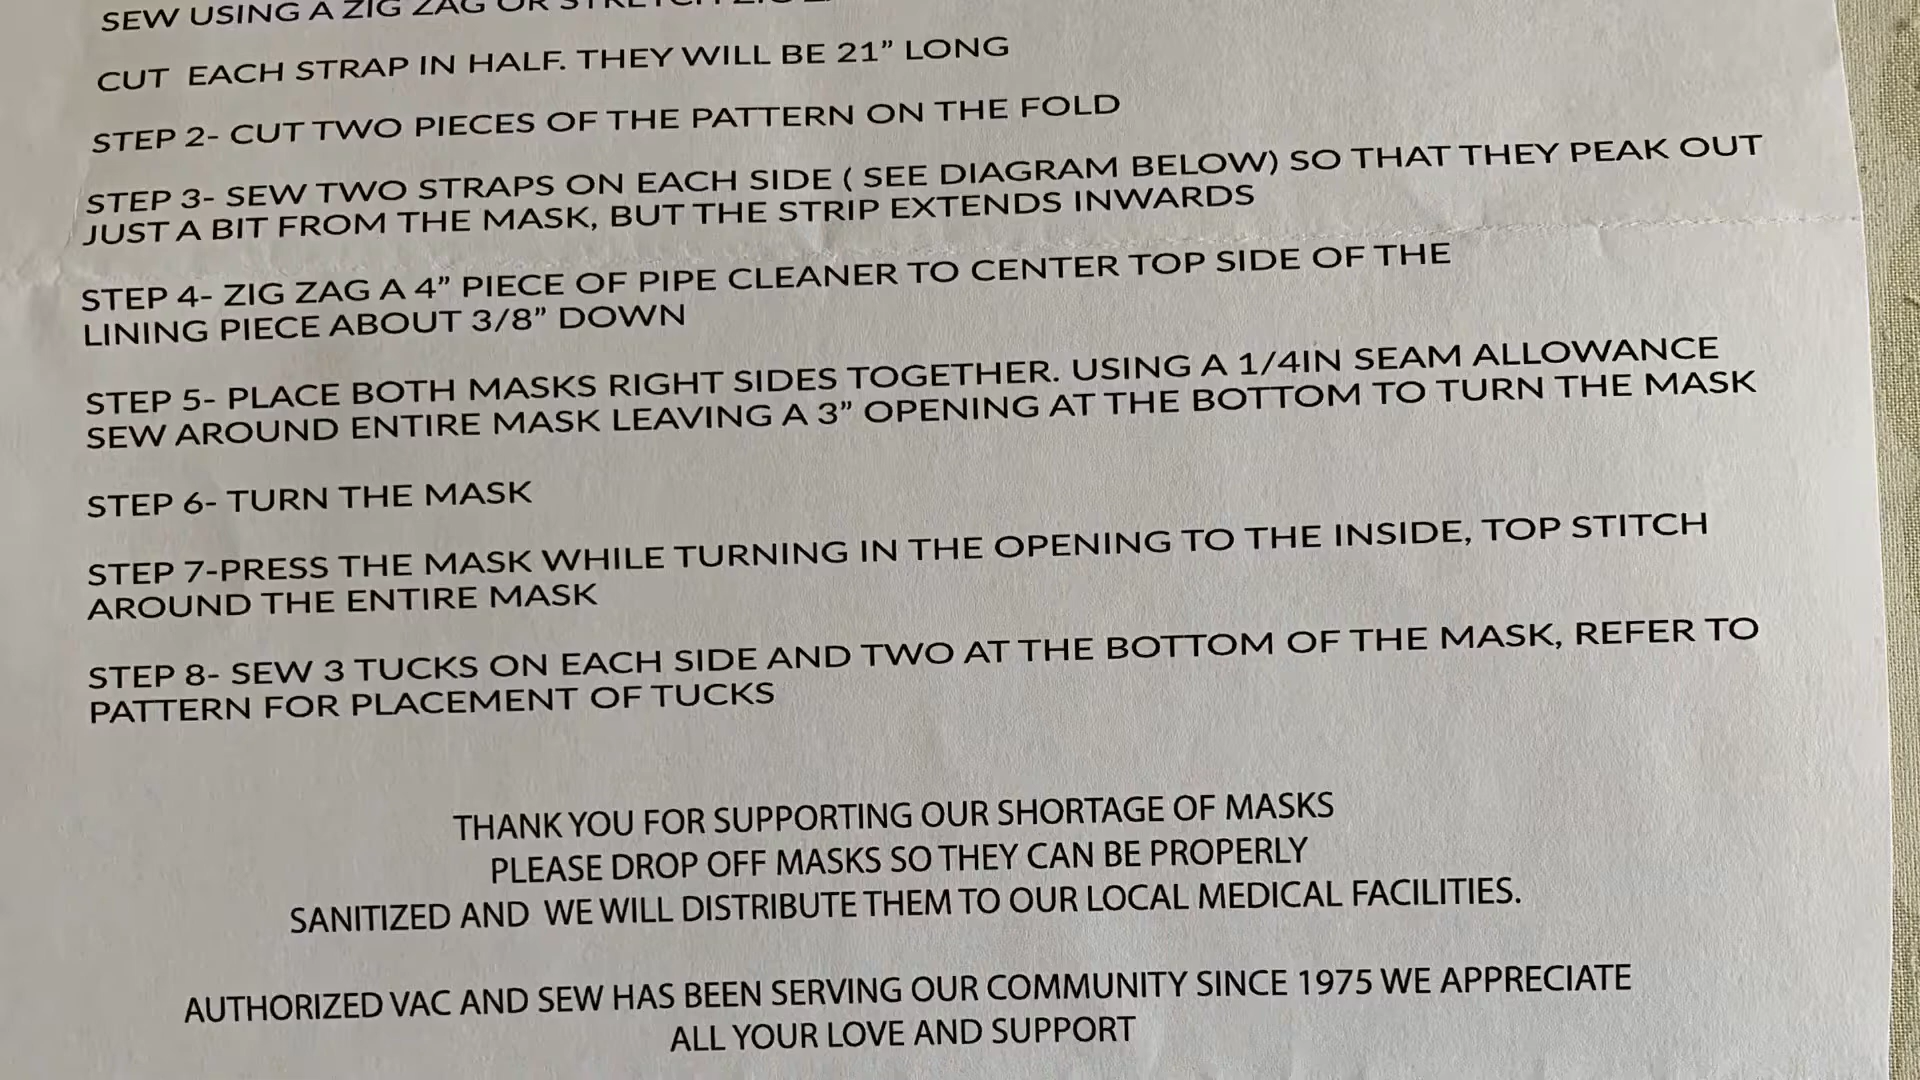 SEW USING A ZIG ZAG OR STRETCH ZIG
CUT EACH STRAP IN HALF. THEY WILL BE 21” LONG
STEP 2- CUT TWO PIECES OF THE PATTERN ON THE FOLD
STEP 3- SEW TWO STRAPS ON EACH SIDE ( SEE DIAGRAM BELOW) SO THAT THEY PEAK OUT
JUST A BIT FROM THE MASK, BUT THE STRIP EXTENDS INWARDS
STEP 4- ZIG ZAG A 4” PIECE OF PIPE CLEANER TO CENTER TOP SIDE OF THE
LINING PIECE ABOUT 3/8” DOWN
STEP 5- PLACE BOTH MASKS RIGHT SIDES TOGETHER. USING A 1/4IN SEAM ALLOWANCE
SEW AROUND ENTIRE MASK LEAVING A 3” OPENING AT THE BOTTOM TO TURN THE MASK
STEP 6- TURN THE MASK
STEP 7-PRESS THE MASK WHILE TURNING IN THE OPENING TO THE INSIDE, TOP STITCH
AROUND THE ENTIRE MASK
STEP 8- SEW 3 TUCKS ON EACH SIDE AND TWO AT THE BOTTOM OF THE MASK, REFER TO
PATTERN FOR PLACEMENT OF TUCKS
THANK YOU FOR SUPPORTING OUR SHORTAGE OF MASKS
PLEASE DROP OFF MASKS SO THEY CAN BE PROPERLY
SANITIZED AND WE WILL DISTRIBUTE THEM TO OUR LOCAL MEDICAL FACILITIES.
AUTHORIZED VAC AND SEW HAS BEEN SERVING OUR COMMUNITY SINCE 1975 WE APPRECIATE
ALL YOUR LOVE AND SUPPORT